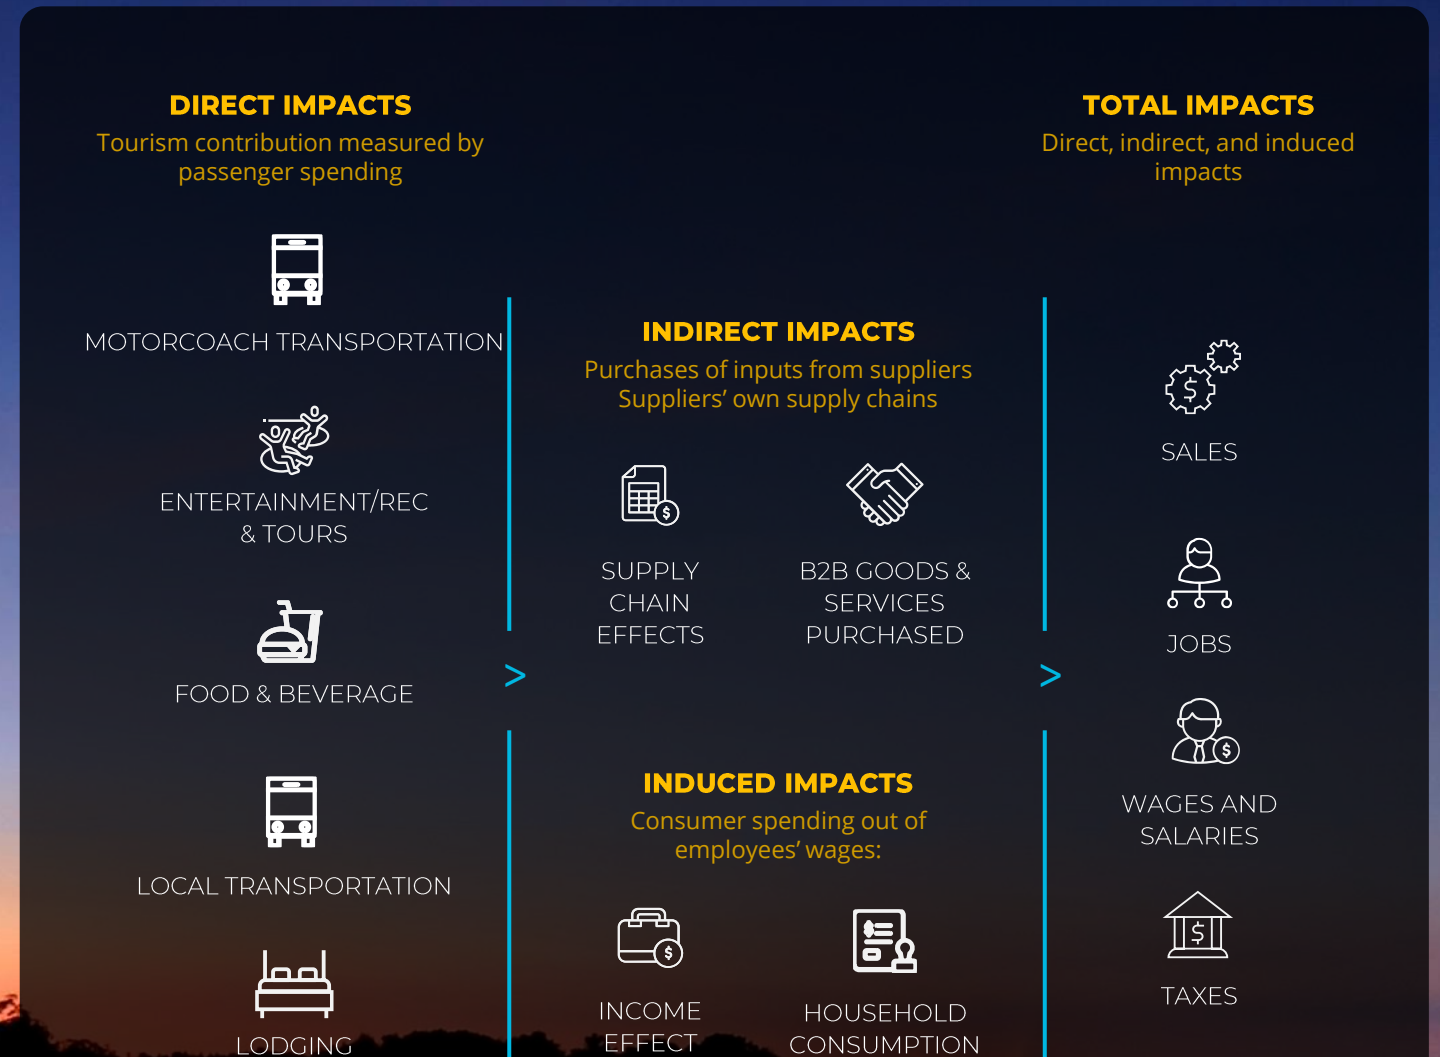 DIRECT IMPACTS
Tourism contribution measured by
passenger spending
MOTORCOACH TRANSPORTATION
ENTERTAINMENT/REC
& TOURS
FOOD & BEVERAGE
LOCAL TRANSPORTATION
LODGING
>
INDIRECT IMPACTS
Purchases of inputs from suppliers
Suppliers’ own supply chains
$
SUPPLY
CHAIN
EFFECTS
B2B GOODS &
SERVICES
PURCHASED
INDUCED IMPACTS
Consumer spending out of
employees’ wages:
$
INCOME
EFFECT
$
HOUSEHOLD
CONSUMPTION
>
TOTAL IMPACTS
Direct, indirect, and induced
impacts
$
SALES
JOBS
$
WAGES AND
SALARIES
$
TAXES